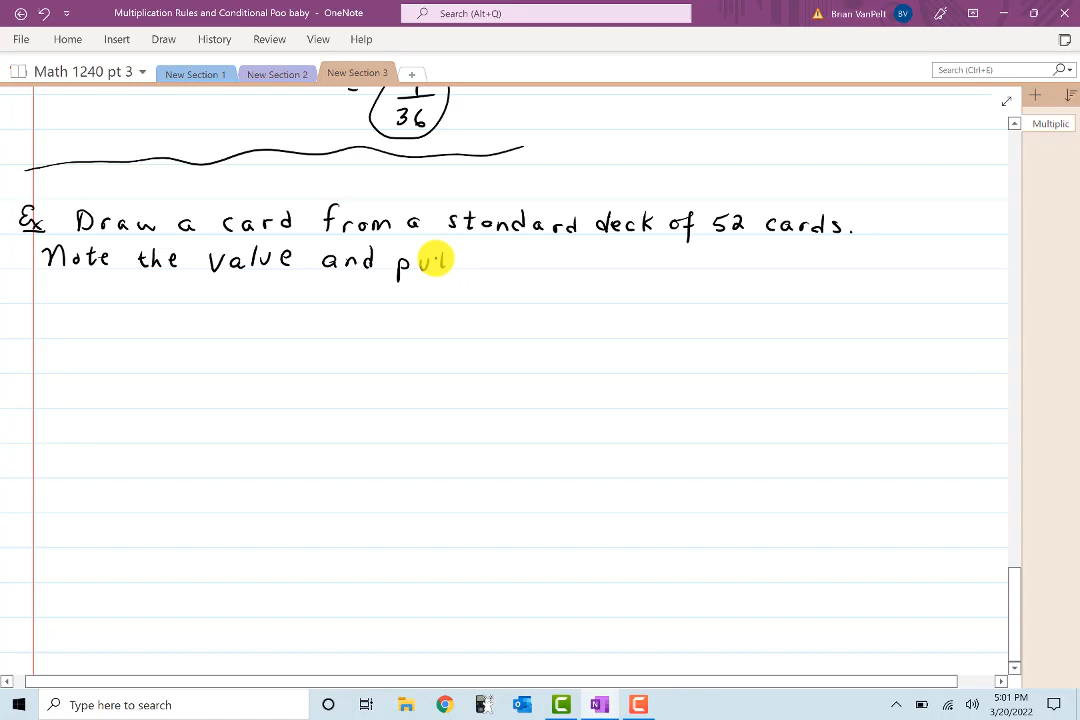 Multiplication Rules and Conditional Poo baby - OneNote
Search (Alt+Q)
Brian VanPelt
BV
File Home Insert Draw History Review View Help
Math 1240 pt 3
New Section 1
New Section 2
New Section 3
+
Search (Ctrl+E)
Multiplic
1
36
Ex Draw a card from a standard deck of 52 cards.
Note the value and
Type here to search
5:01 PM
3/20/2022